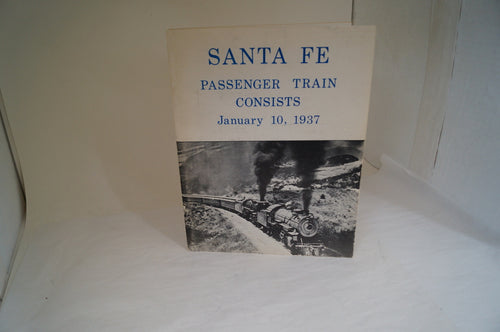 SANTA FE
PASSENGER TRAIN
CONSISTS
January 10, 1937